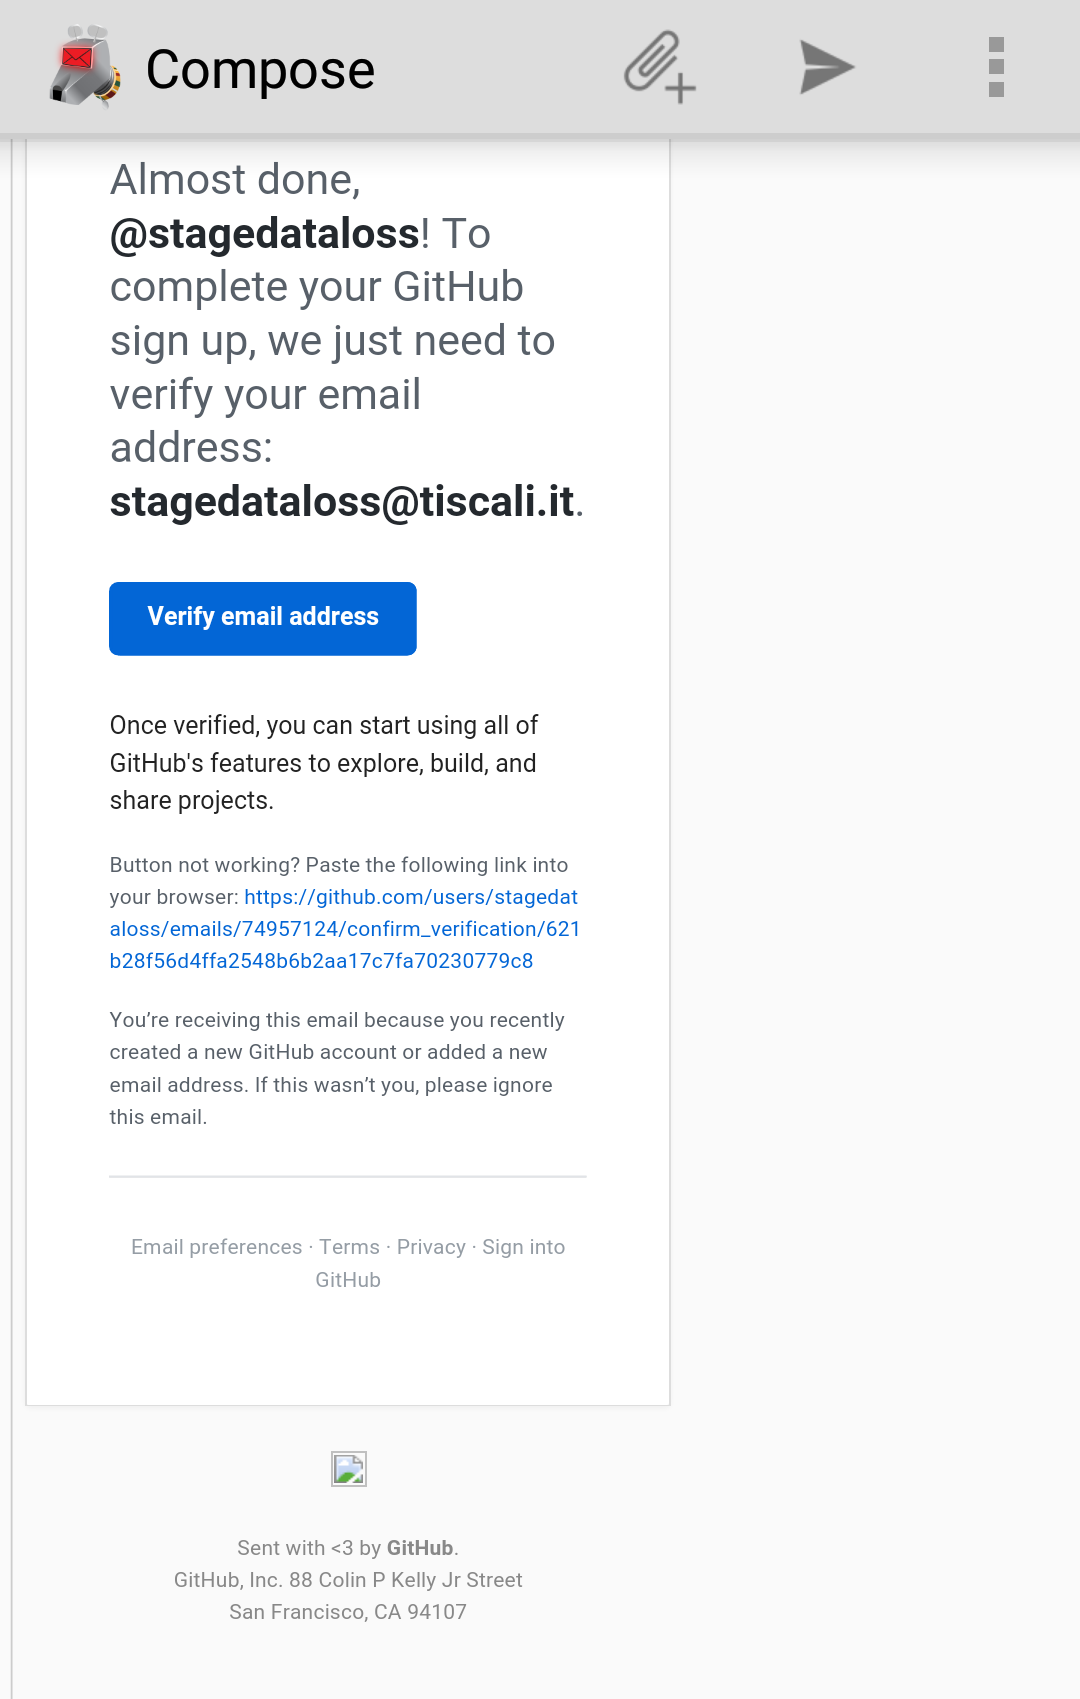 Compose
Almost done,
@stagedataloss! To
complete your GitHub
sign up, we just need to
verify your email
address:
stagedataloss@tiscali.it.
Verify email address
Once verified, you can start using all of
GitHub's features to explore, build, and
share projects.
Button not working? Paste the following link into
your browser: https://github.com/users/stagedat
aloss/emails/74957124/confirm_verification/621
b28f56d4ffa2548b6b2aa17c7fa70230779c8
You’re receiving this email because you recently
created a new GitHub account or added a new
email address. If this wasn’t you, please ignore
this email.
Email preferences · Terms · Privacy · Sign into
GitHub
Sent with <3 by GitHub.
GitHub, Inc. 88 Colin P Kelly Jr Street
San Francisco, CA 94107